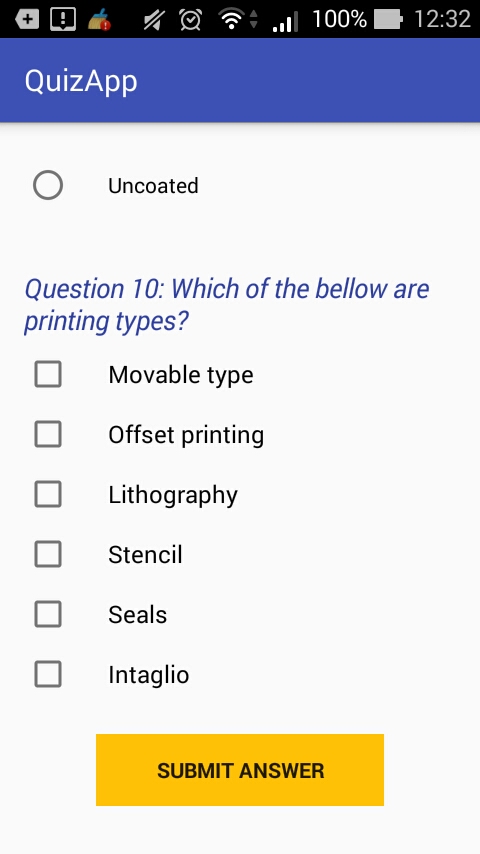 100% 12:32
QuizApp
Uncoated
Question 10: Which of the bellow are
printing types?
Movable type
Offset printing
Lithography
Stencil
Seals
Intaglio
SUBMIT ANSWER